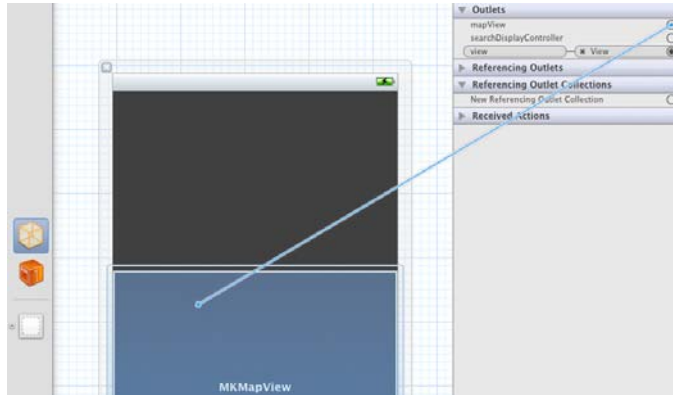 Outlets
mapView
searchDisplayController
view
View
Referencing Outlets
Referencing Outlet Collections
New Referencing Outlet Collection
Received Actions
MKMapView